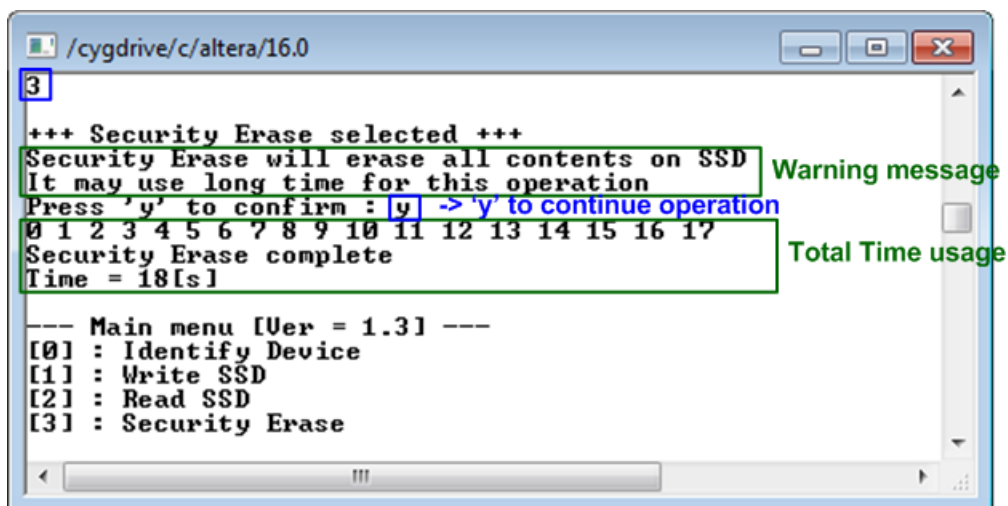 /cygdrive/c/altera/16.0
3
+++ Security Erase selected +++
Security Erase will erase all contents on SSD
It may use long time for this operation
Warning message
Press 'y' to confirm : y -> 'y' to continue operation
0 1 2 3 4 5 6 7 8 9 10 11 12 13 14 15 16 17
Security Erase complete
Total Time usage
Time = 18[s]
--- Main menu [Ver = 1.3] ---
[0] : Identify Device
[1] : Write SSD
[2] : Read SSD
[3] : Security Erase